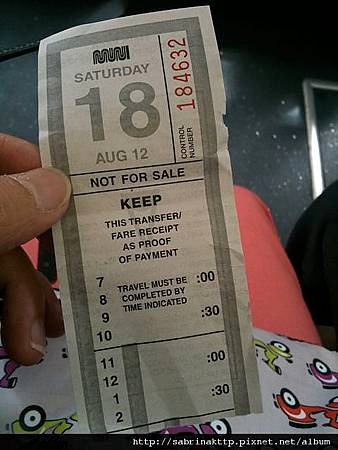 MUNI
SATURDAY
18
AUG 12
CONTROL NUMBER
184632
NOT FOR SALE
KEEP
THIS TRANSFER/
FARE RECEIPT
AS PROOF
OF PAYMENT
7
8
9
10
TRAVEL MUST BE
COMPLETED BY
TIME INDICATED
:00
:30
11
12
1
2
:00
:30
http://sabrinakttp.pixnet.net/album